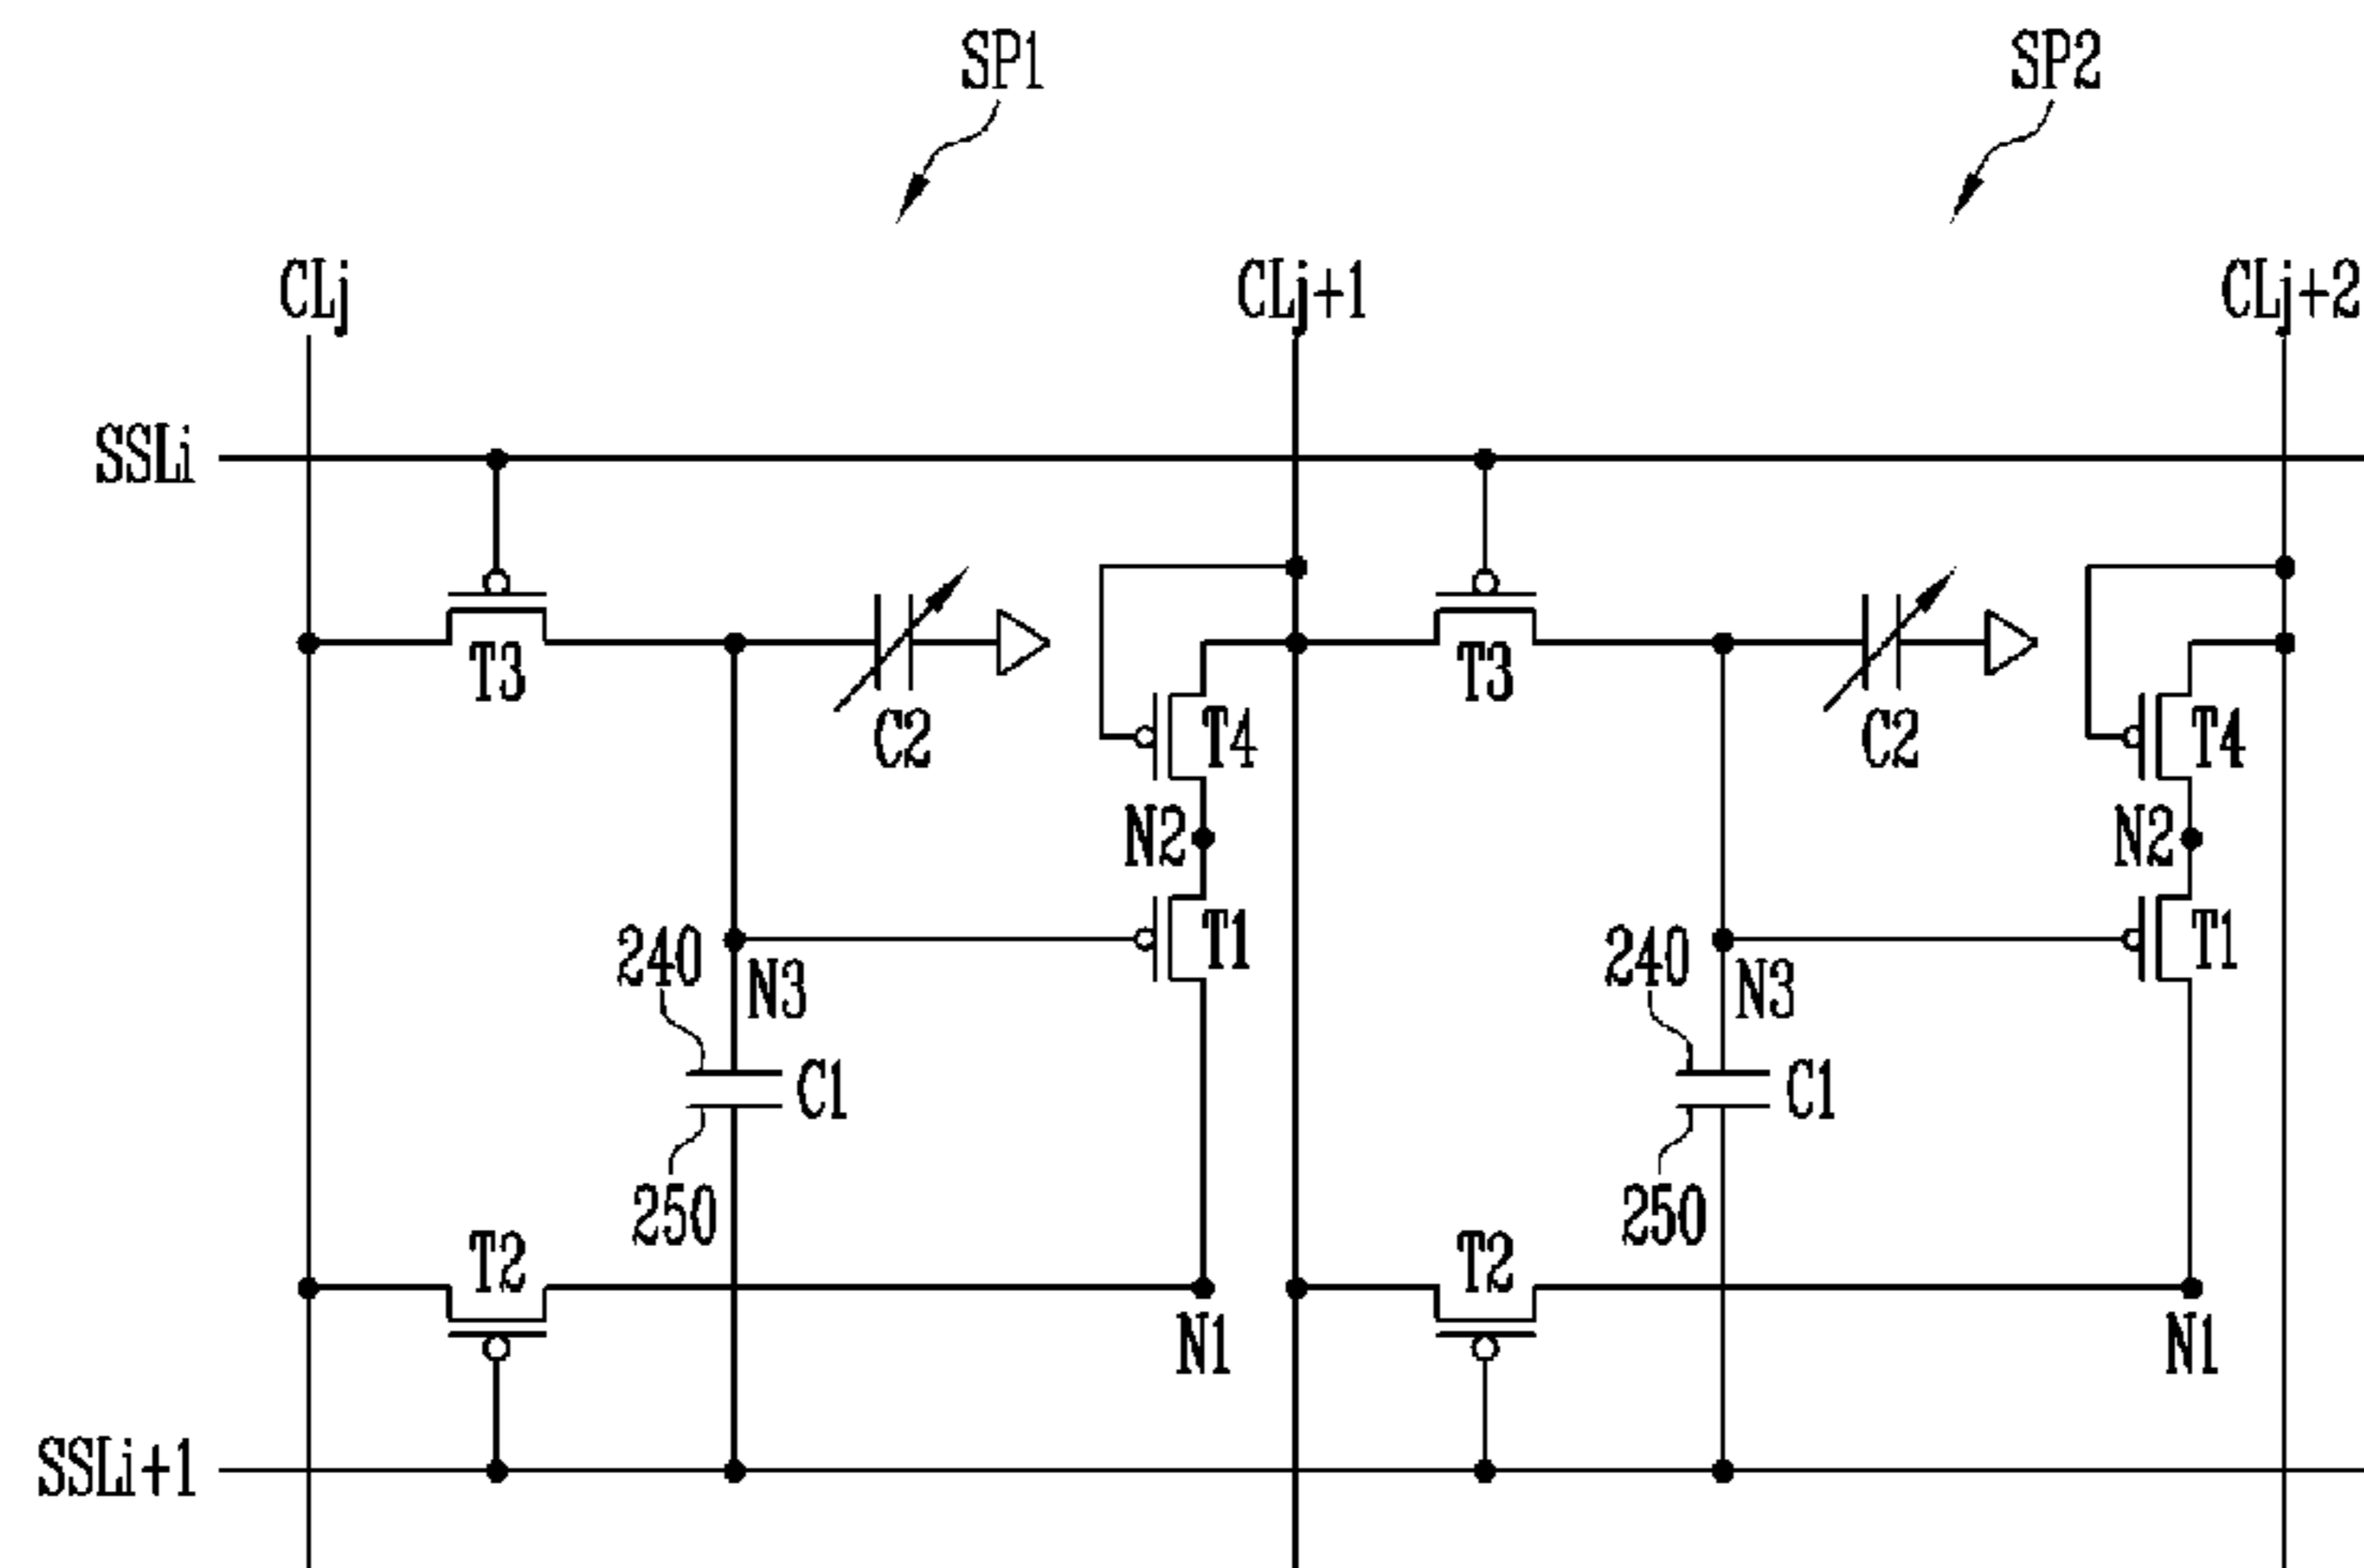 SP1 SP2
CLj CLj+1 CLj+2
SSLi
T3 C2 T4 T3 C2 T4
N2 N2
240 N3 T1 240 N3 T1
C1 C1
250 250
T2 T2
N1 N1
SSLi+1